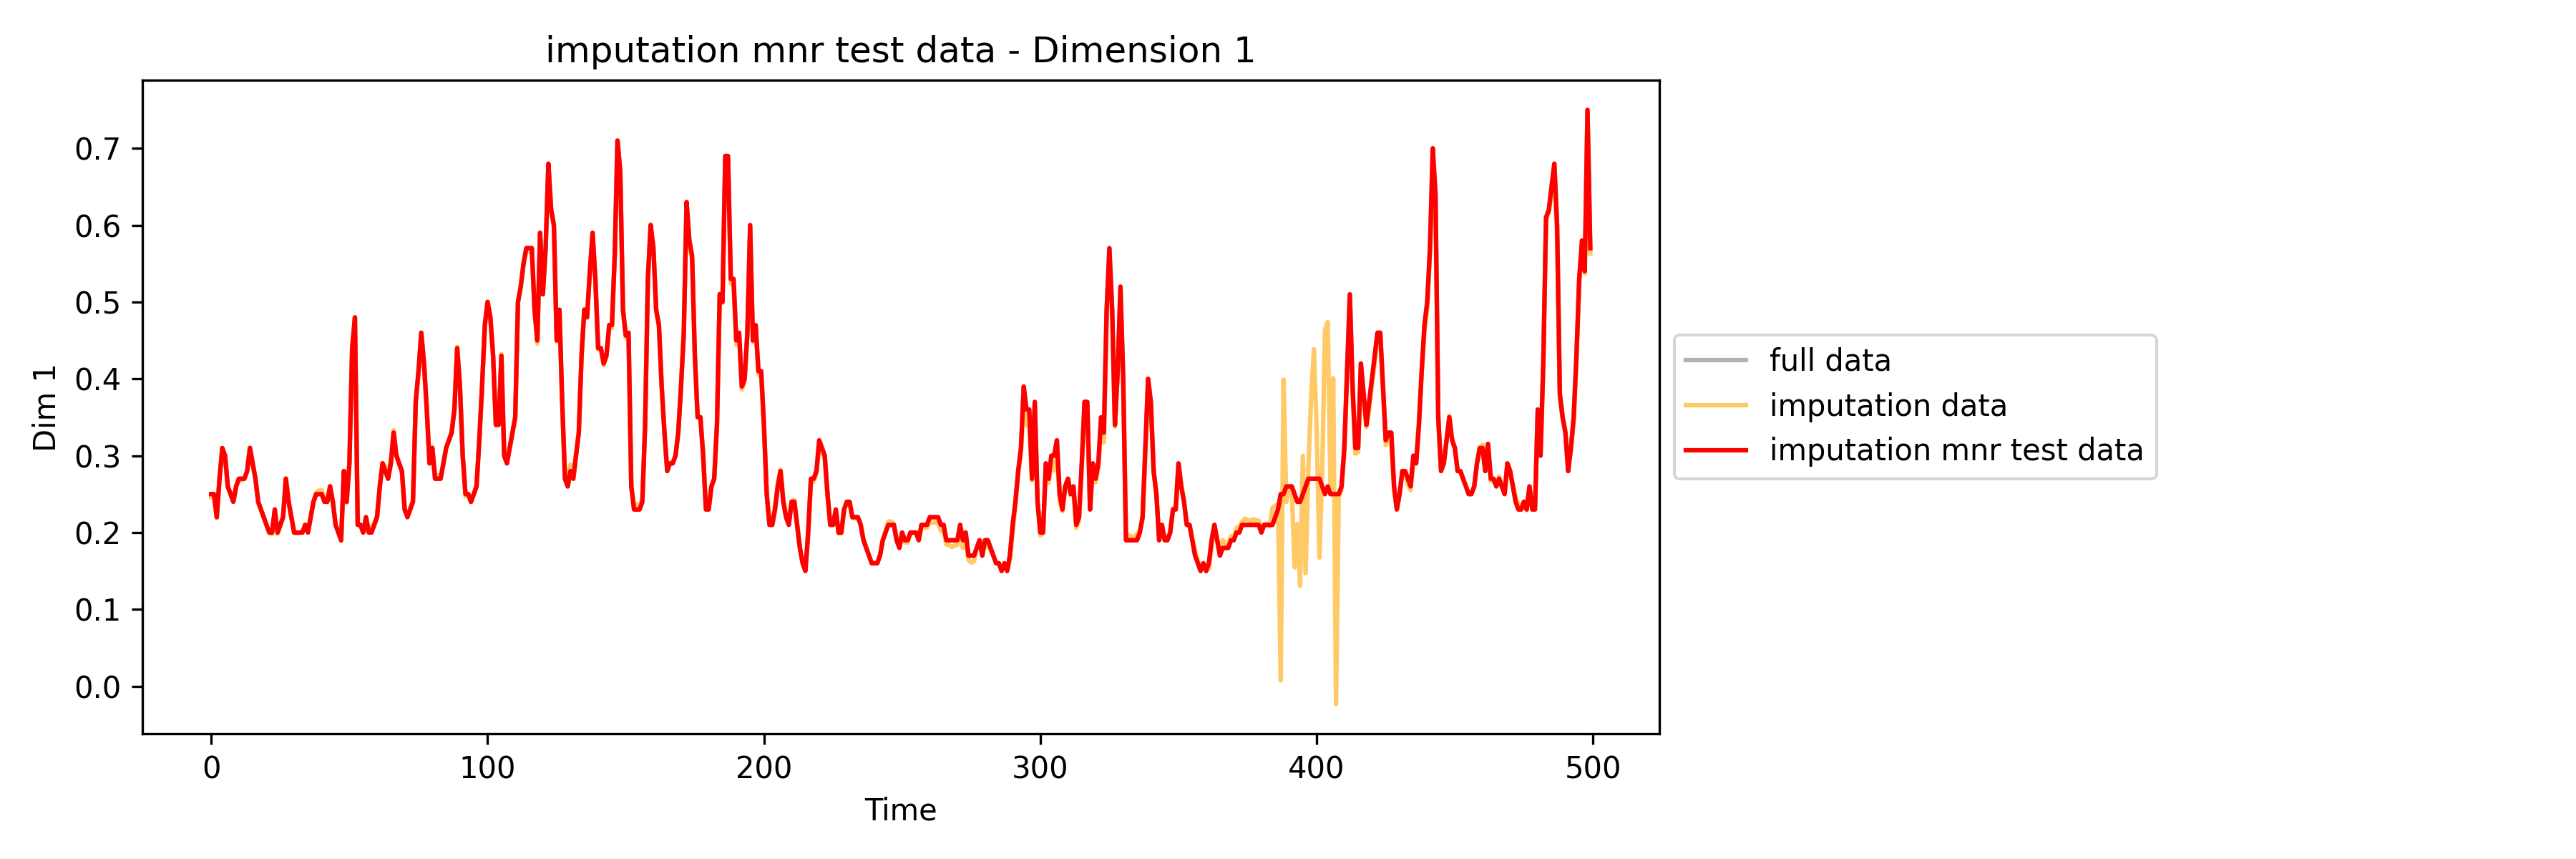 imputation mnr test data - Dimension 1
0.7
0.6
0.5
0.4
0.3
0.2
0.1
0.0
Dim 1
0 100 200 300 400 500
Time
full data
imputation data
imputation mnr test data